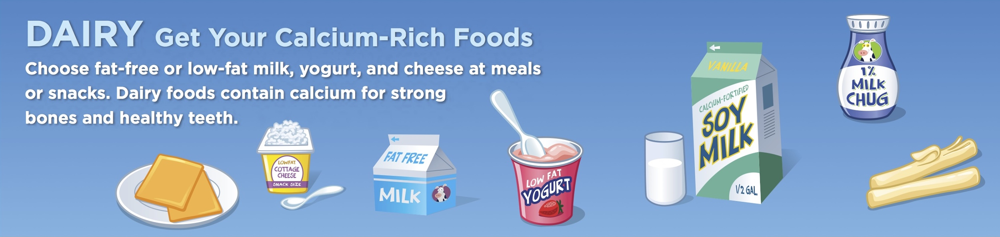 DAIRY Get Your Calcium-Rich Foods
Choose fat-free or low-fat milk, yogurt, and cheese at meals
or snacks. Dairy foods contain calcium for strong
bones and healthy teeth.
LOWFAT
COTTAGE
CHEESE
SNACK SIZE
FAT FREE
MILK
LOW FAT
YOGURT
VANILLA
CALCIUM-FORTIFIED
SOY
MILK
1/2 GAL
1%
MILK
CHUG